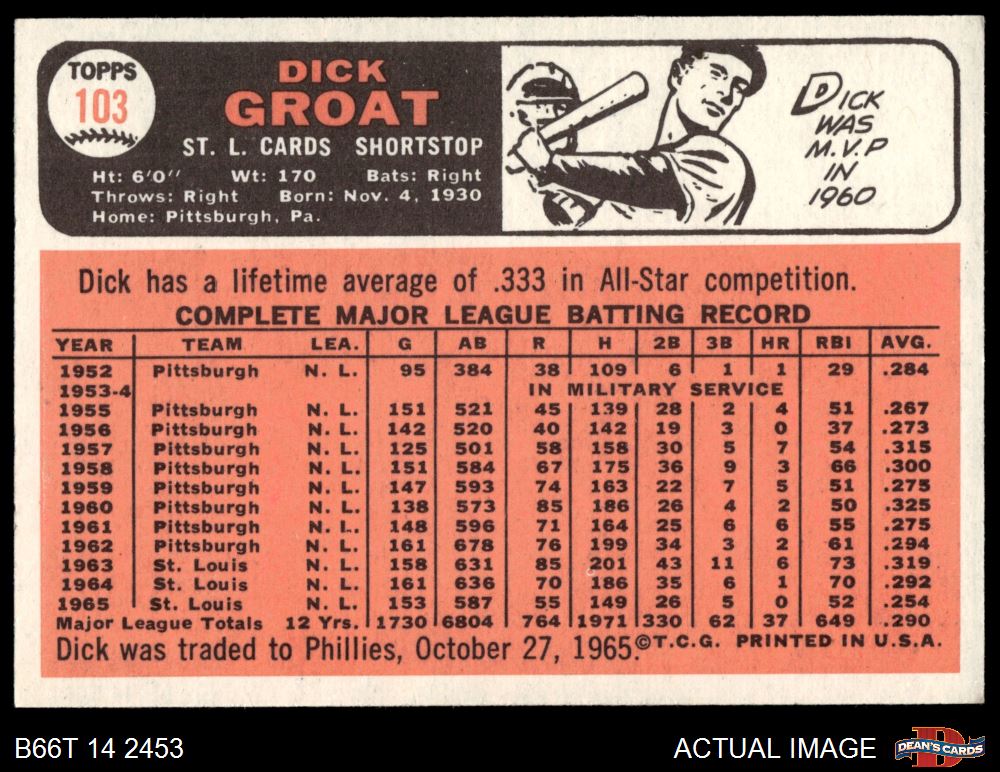 TOPPS
103
DICK
GROAT
ST. L. CARDS SHORTSTOP
Ht: 6'0" Wt: 170 Bats: Right
Throws: Right Born: Nov. 4, 1930
Home: Pittsburgh, Pa.
DICK
WAS
M.V.P
IN
1960
Dick has a lifetime average of .333 in All-Star competition.
COMPLETE MAJOR LEAGUE BATTING RECORD
YEAR TEAM LEA. G AB R H 2B 3B HR RBI AVG.
1952 Pittsburgh N. L. 95 384 38 109 6 1 1 29 .284
1953-4 IN MILITARY SERVICE
1955 Pittsburgh N. L. 151 521 45 139 28 2 4 51 .267
1956 Pittsburgh N. L. 142 520 40 142 19 3 0 37 .273
1957 Pittsburgh N. L. 125 501 58 158 30 5 7 54 .315
1958 Pittsburgh N. L. 151 584 67 175 36 9 3 66 .300
1959 Pittsburgh N. L. 147 593 74 163 22 7 5 51 .275
1960 Pittsburgh N. L. 138 573 85 186 26 4 2 50 .325
1961 Pittsburgh N. L. 148 596 71 164 25 6 6 55 .275
1962 Pittsburgh N. L. 161 678 76 199 34 3 2 61 .294
1963 St. Louis N. L. 158 631 85 201 43 11 6 73 .319
1964 St. Louis N. L. 161 636 70 186 35 6 1 70 .292
1965 St. Louis N. L. 153 587 55 149 26 5 0 52 .254
Major League Totals 12 Yrs. 1730 6804 764 1971 330 62 37 649 .290
Dick was traded to Phillies, October 27, 1965. ©T.C.G. PRINTED IN U.S.A.
B66T 14 2453 ACTUAL IMAGE DEAN'S CARDS